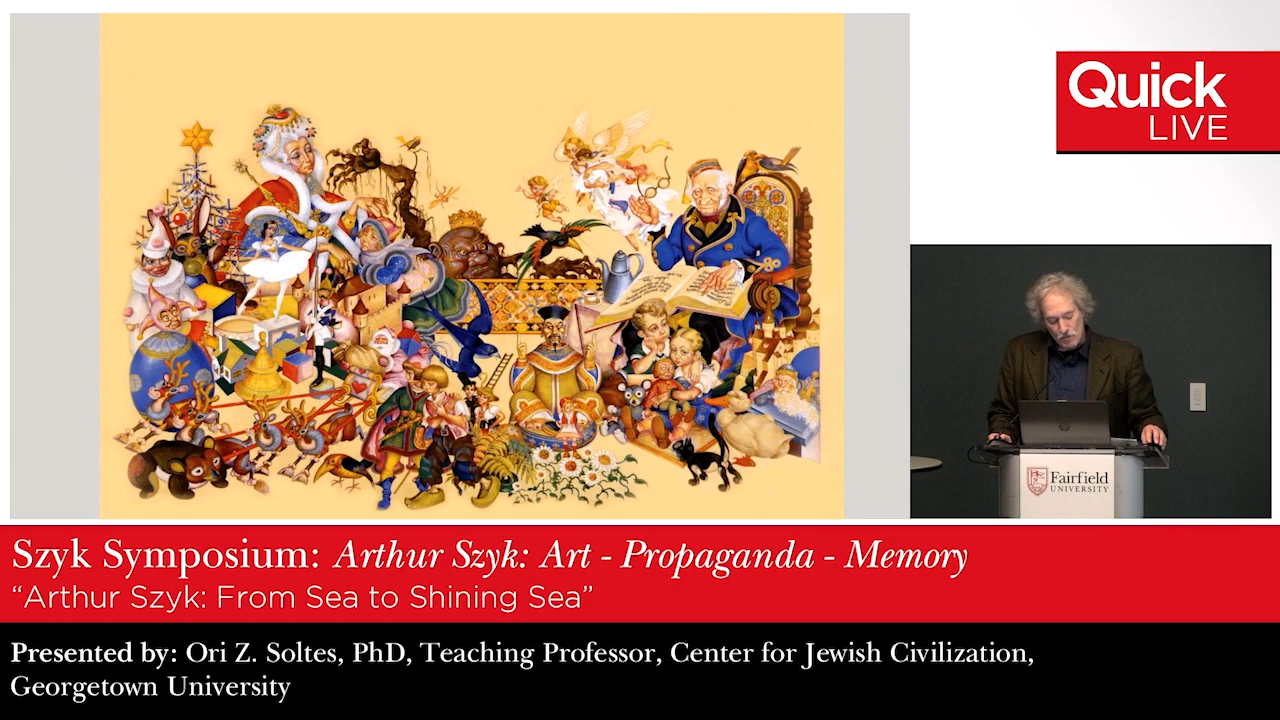 Quick
LIVE
Fairfield
UNIVERSITY
Szyk Symposium: Arthur Szyk: Art - Propaganda - Memory
“Arthur Szyk: From Sea to Shining Sea”
Presented by: Ori Z. Soltes, PhD, Teaching Professor, Center for Jewish Civilization,
Georgetown University